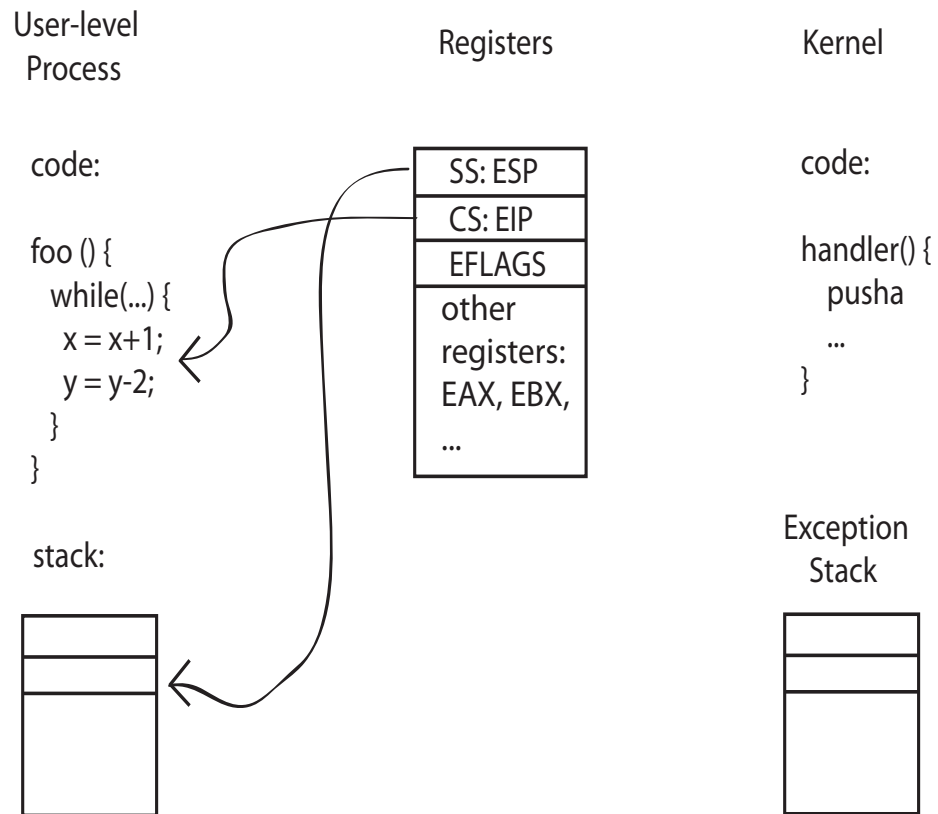 User-level
Process
code:
foo () {
while(...) {
x = x+1;
y = y-2;
}
}
stack:
Registers
SS: ESP
CS: EIP
EFLAGS
other
registers:
EAX, EBX,
...
Kernel
code:
handler() {
pusha
...
}
Exception
Stack